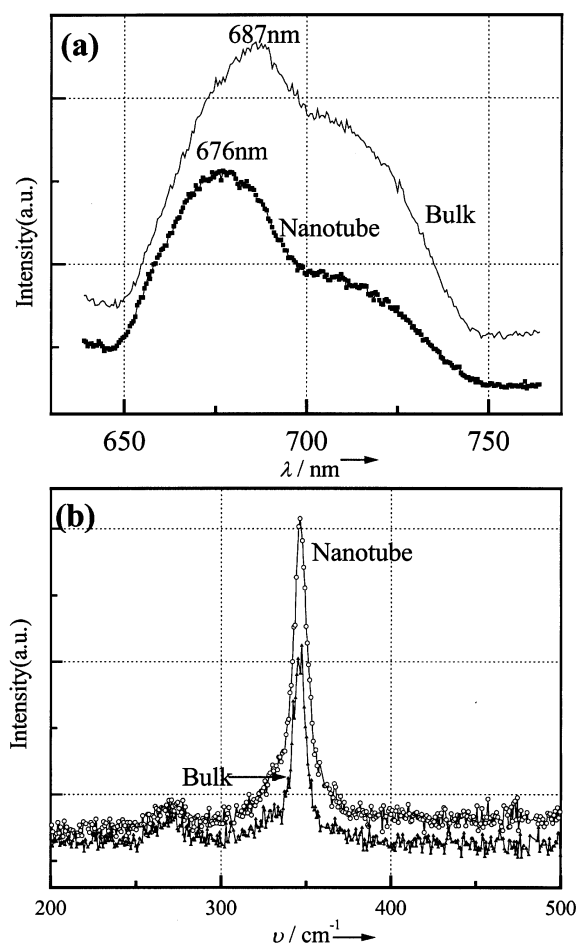 (a)
687nm
676nm
Nanotube
Bulk
Intensity(a.u.)
650
700
750
λ / nm
(b)
Nanotube
Bulk
Intensity(a.u.)
200
300
400
500
υ / cm⁻¹